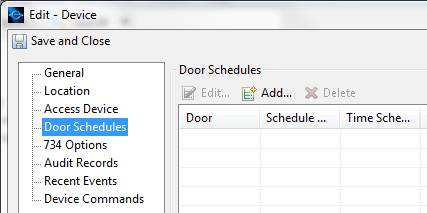 Edit - Device
Save and Close
General
Location
Access Device
Door Schedules
734 Options
Audit Records
Recent Events
Device Commands
Door Schedules
Edit... Add... Delete
Door Schedule ... Time Sche...